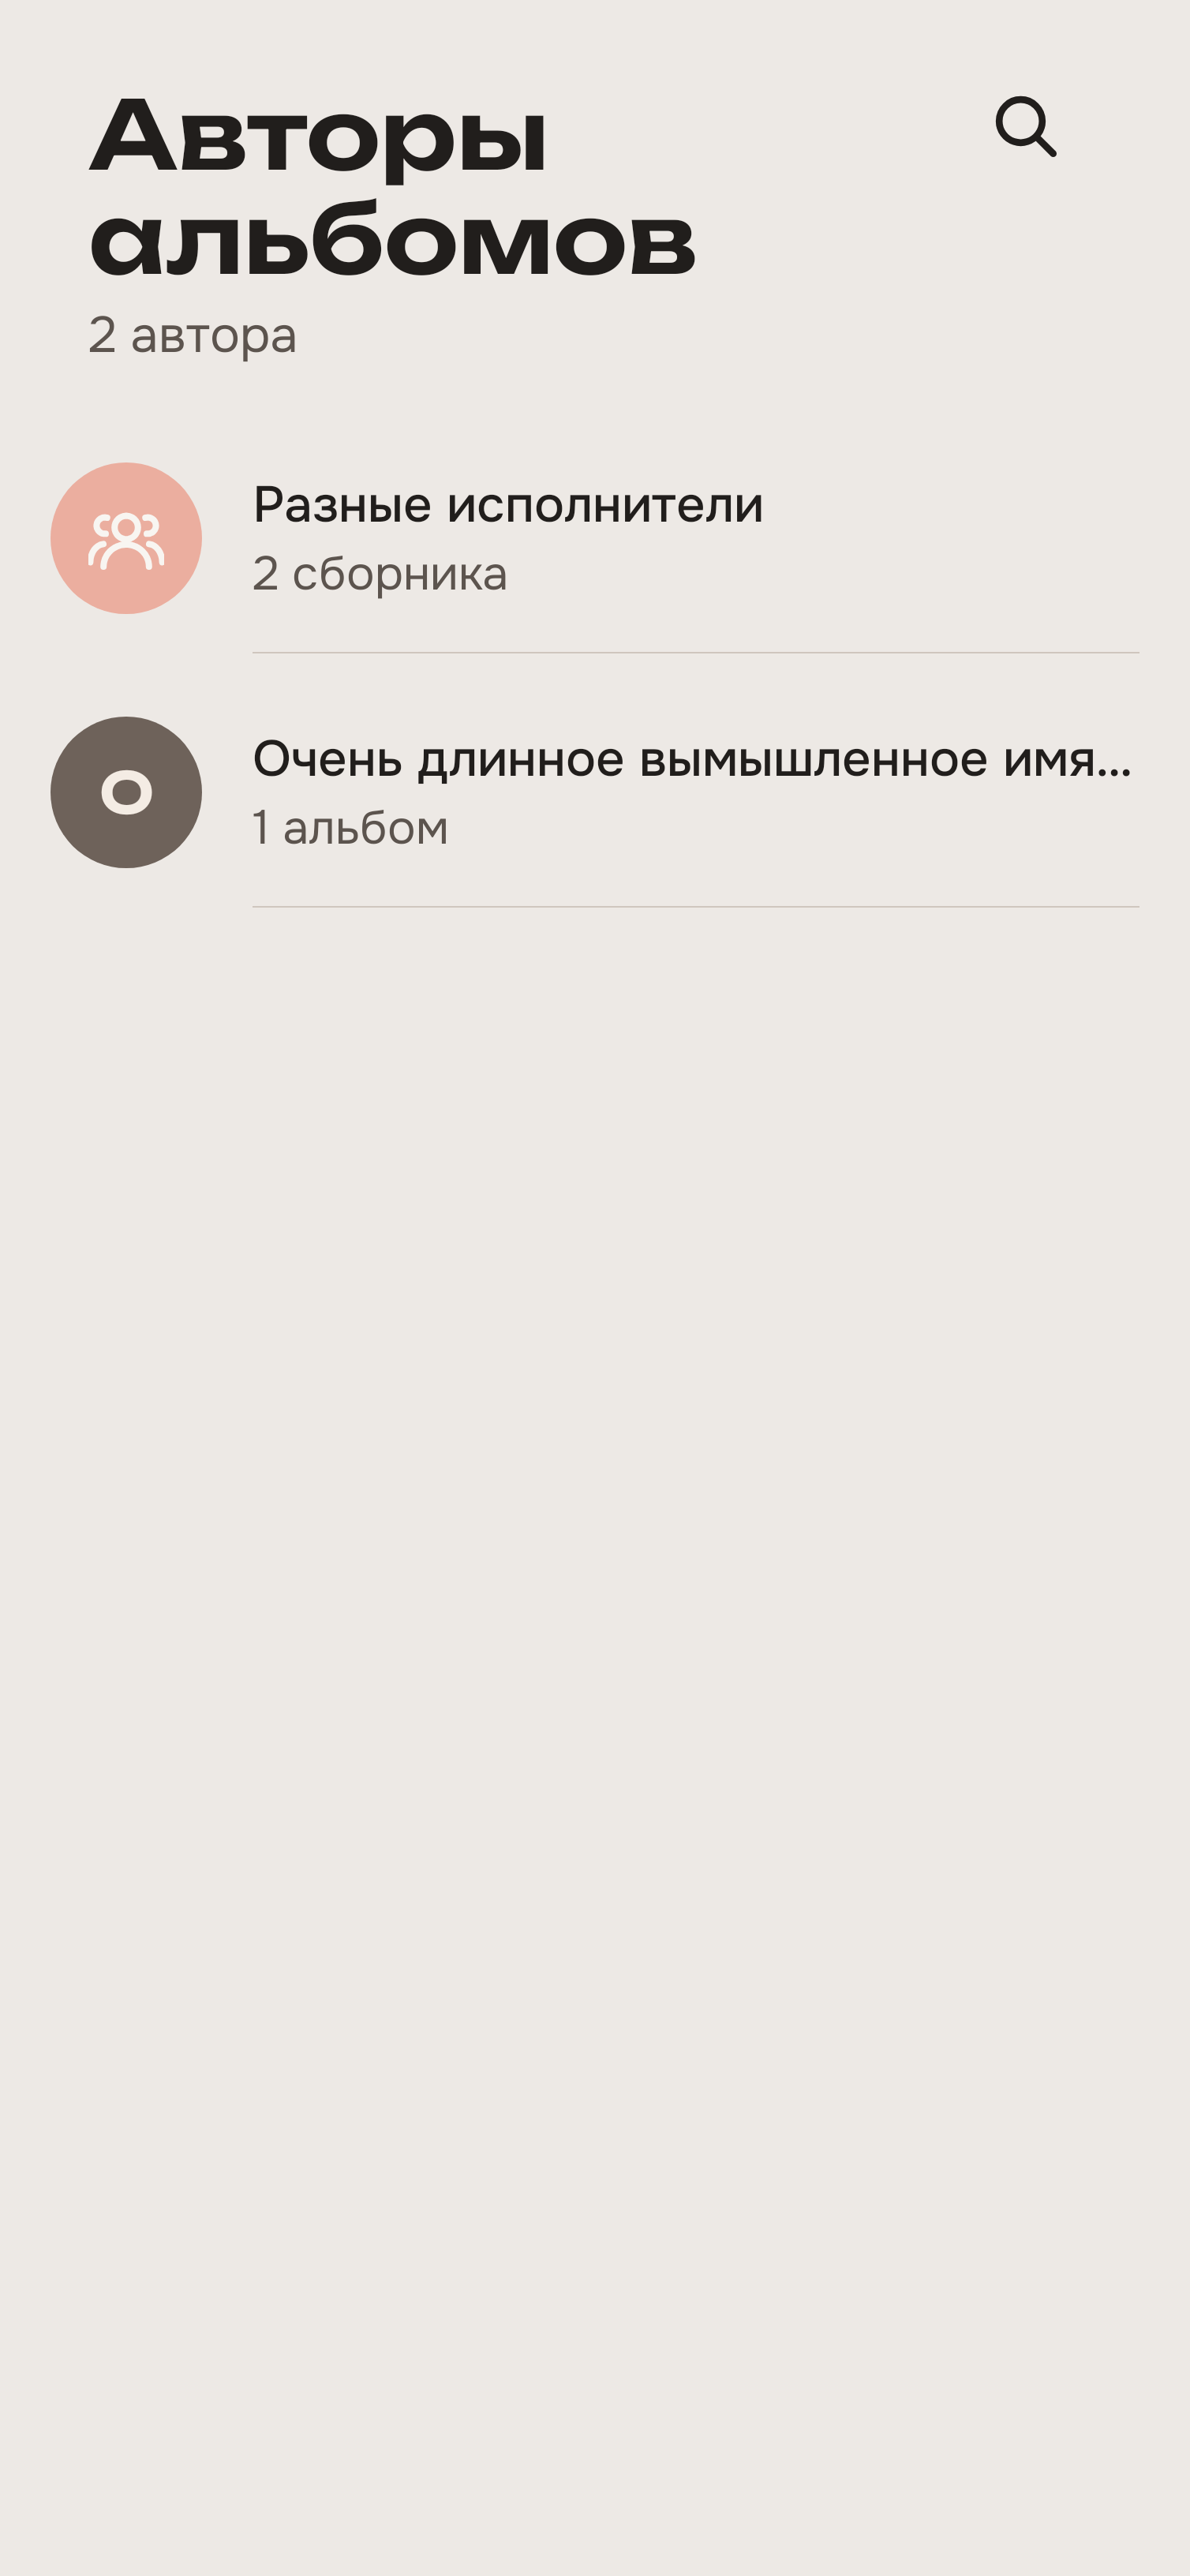 Авторы
альбомов
2 автора
Разные исполнители
2 сборника
О
Очень длинное вымышленное имя...
1 альбом